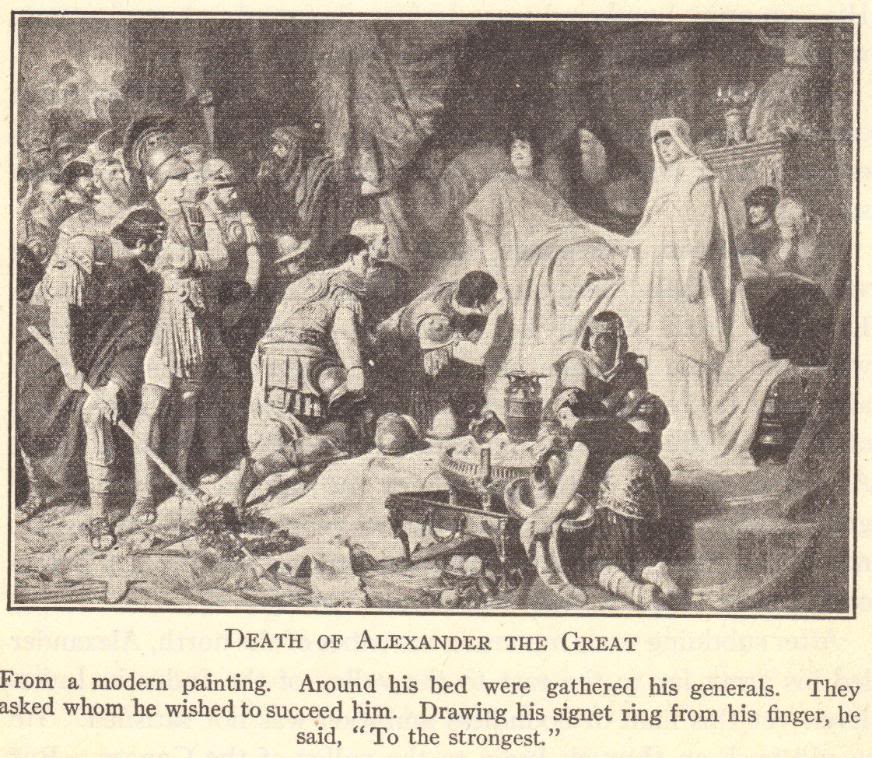 DEATH OF ALEXANDER THE GREAT
From a modern painting. Around his bed were gathered his generals. They
asked whom he wished to succeed him. Drawing his signet ring from his finger, he
said, "To the strongest."